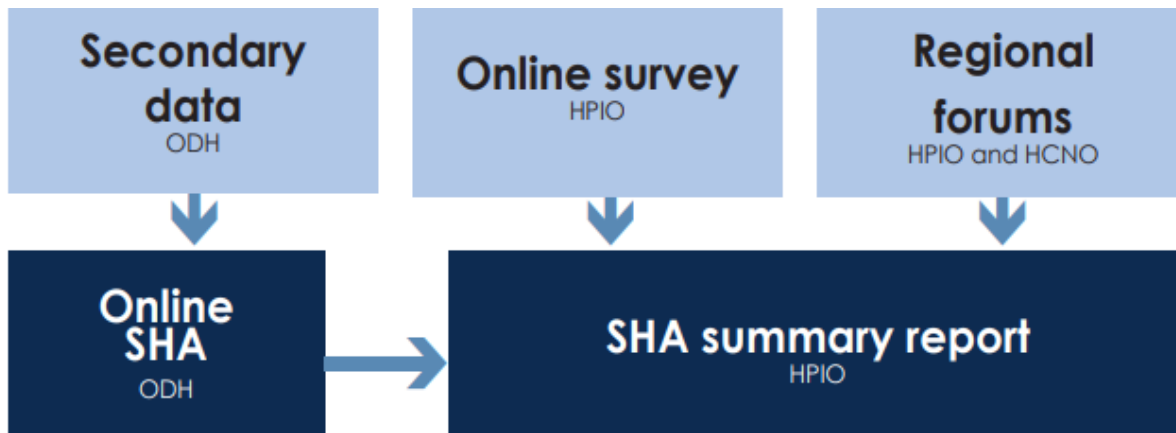 Secondary
data
ODH
Online survey
HPIO
Regional
forums
HPIO and HCNO
Online
SHA
ODH
SHA summary report
HPIO